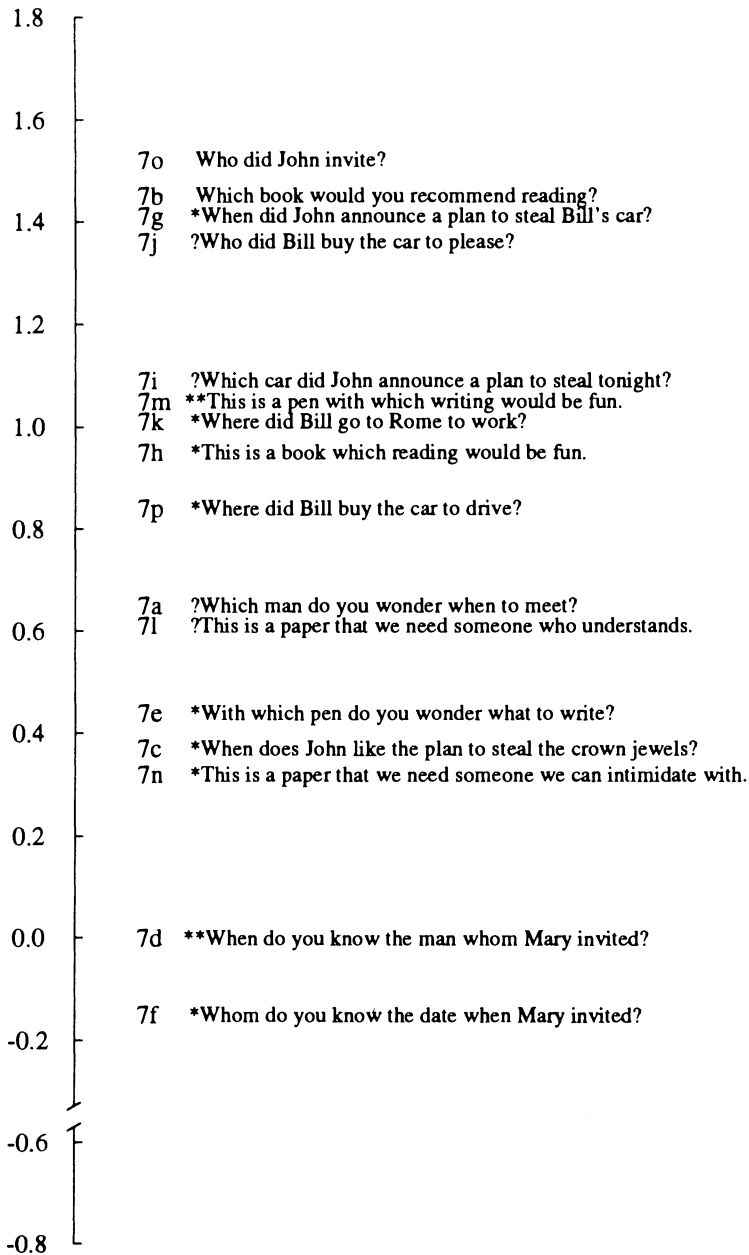 1.8
1.6
7o Who did John invite?
7b Which book would you recommend reading?
1.4
7g *When did John announce a plan to steal Bill's car?
7j ?Who did Bill buy the car to please?
1.2
7i ?Which car did John announce a plan to steal tonight?
7m **This is a pen with which writing would be fun.
1.0
7k *Where did Bill go to Rome to work?
7h *This is a book which reading would be fun.
7p *Where did Bill buy the car to drive?
0.8
7a ?Which man do you wonder when to meet?
0.6
7l ?This is a paper that we need someone who understands.
7e *With which pen do you wonder what to write?
0.4
7c *When does John like the plan to steal the crown jewels?
7n *This is a paper that we need someone we can intimidate with.
0.2
0.0 7d **When do you know the man whom Mary invited?
7f *Whom do you know the date when Mary invited?
-0.2
-0.6
-0.8